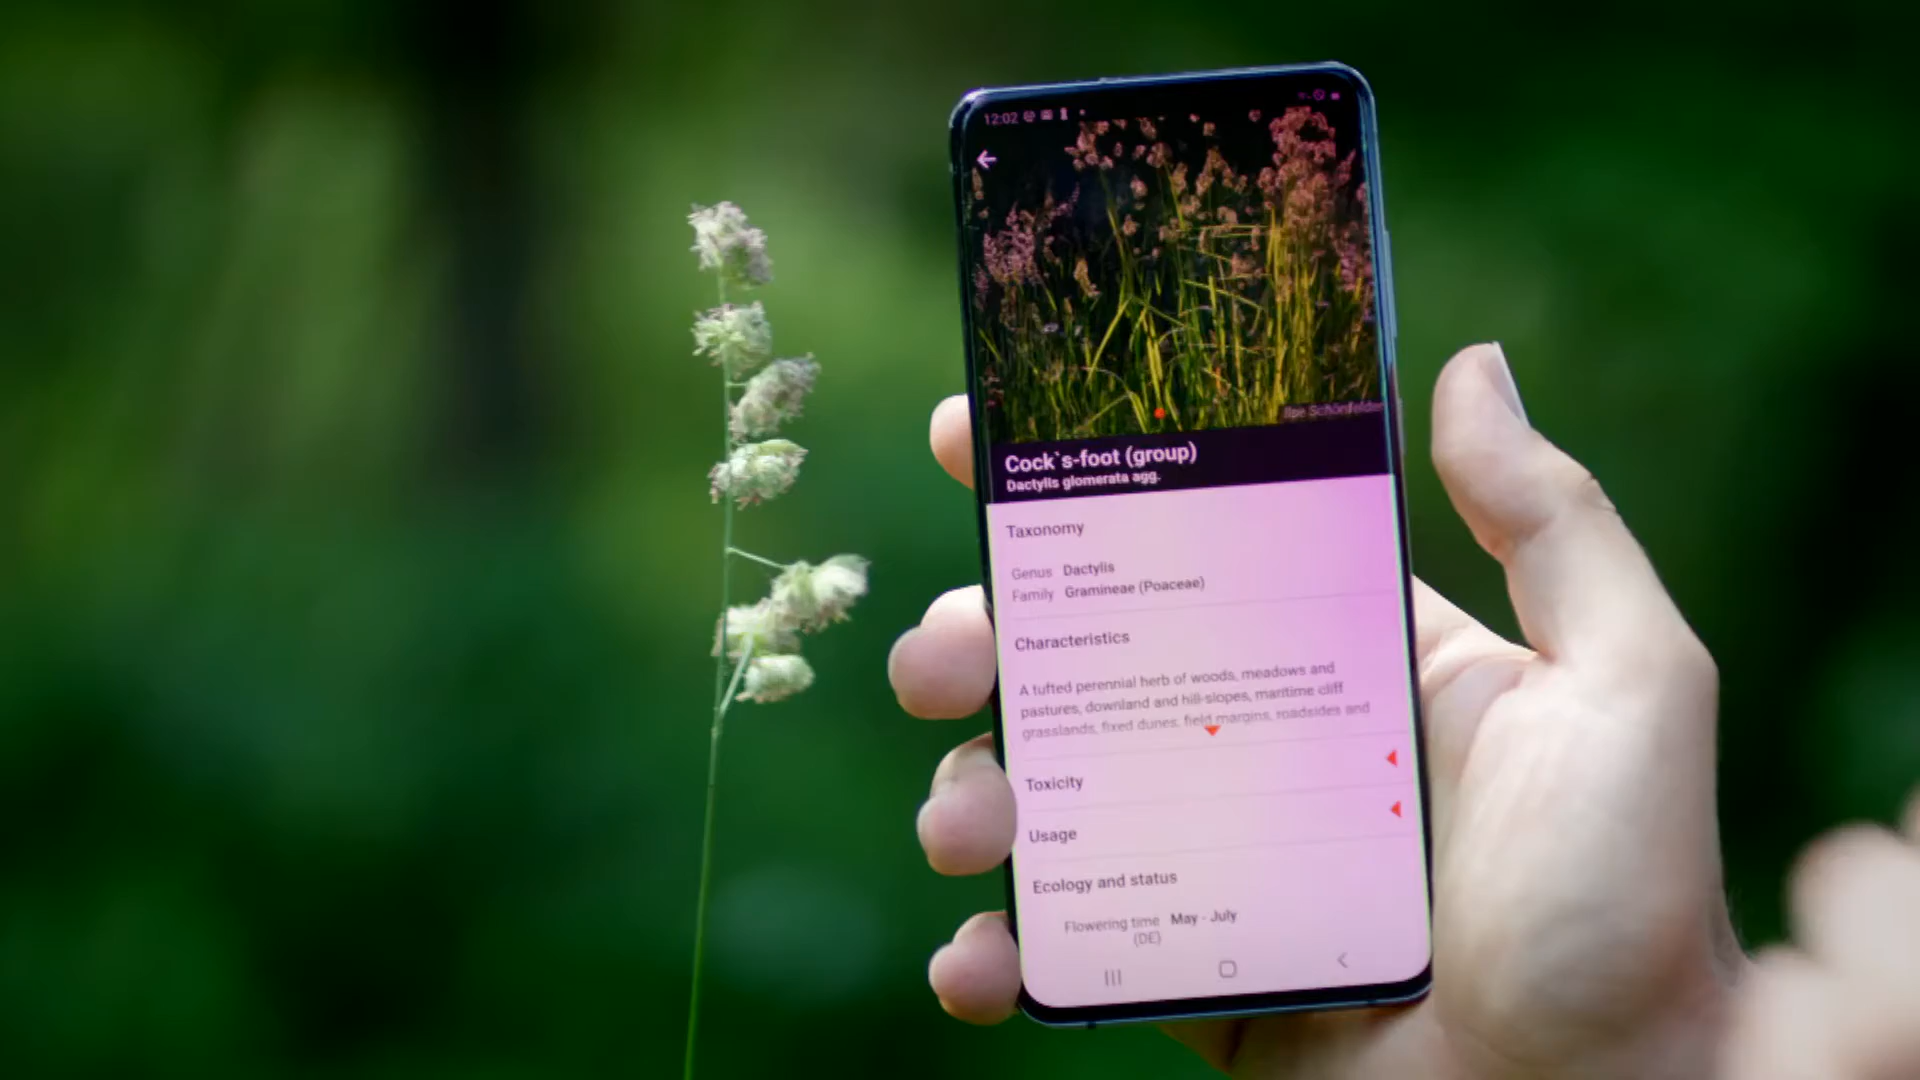 12:02
Ilse Schönfelder
Cock`s-foot (group)
Dactylis glomerata agg.
Taxonomy
Genus Dactylis
Family Gramineae (Poaceae)
Characteristics
A tufted perennial herb of woods, meadows and
pastures, downland and hill-slopes, maritime cliff
grasslands, fixed dunes, field margins, roadsides and
Toxicity
Usage
Ecology and status
Flowering time May - July
(DE)